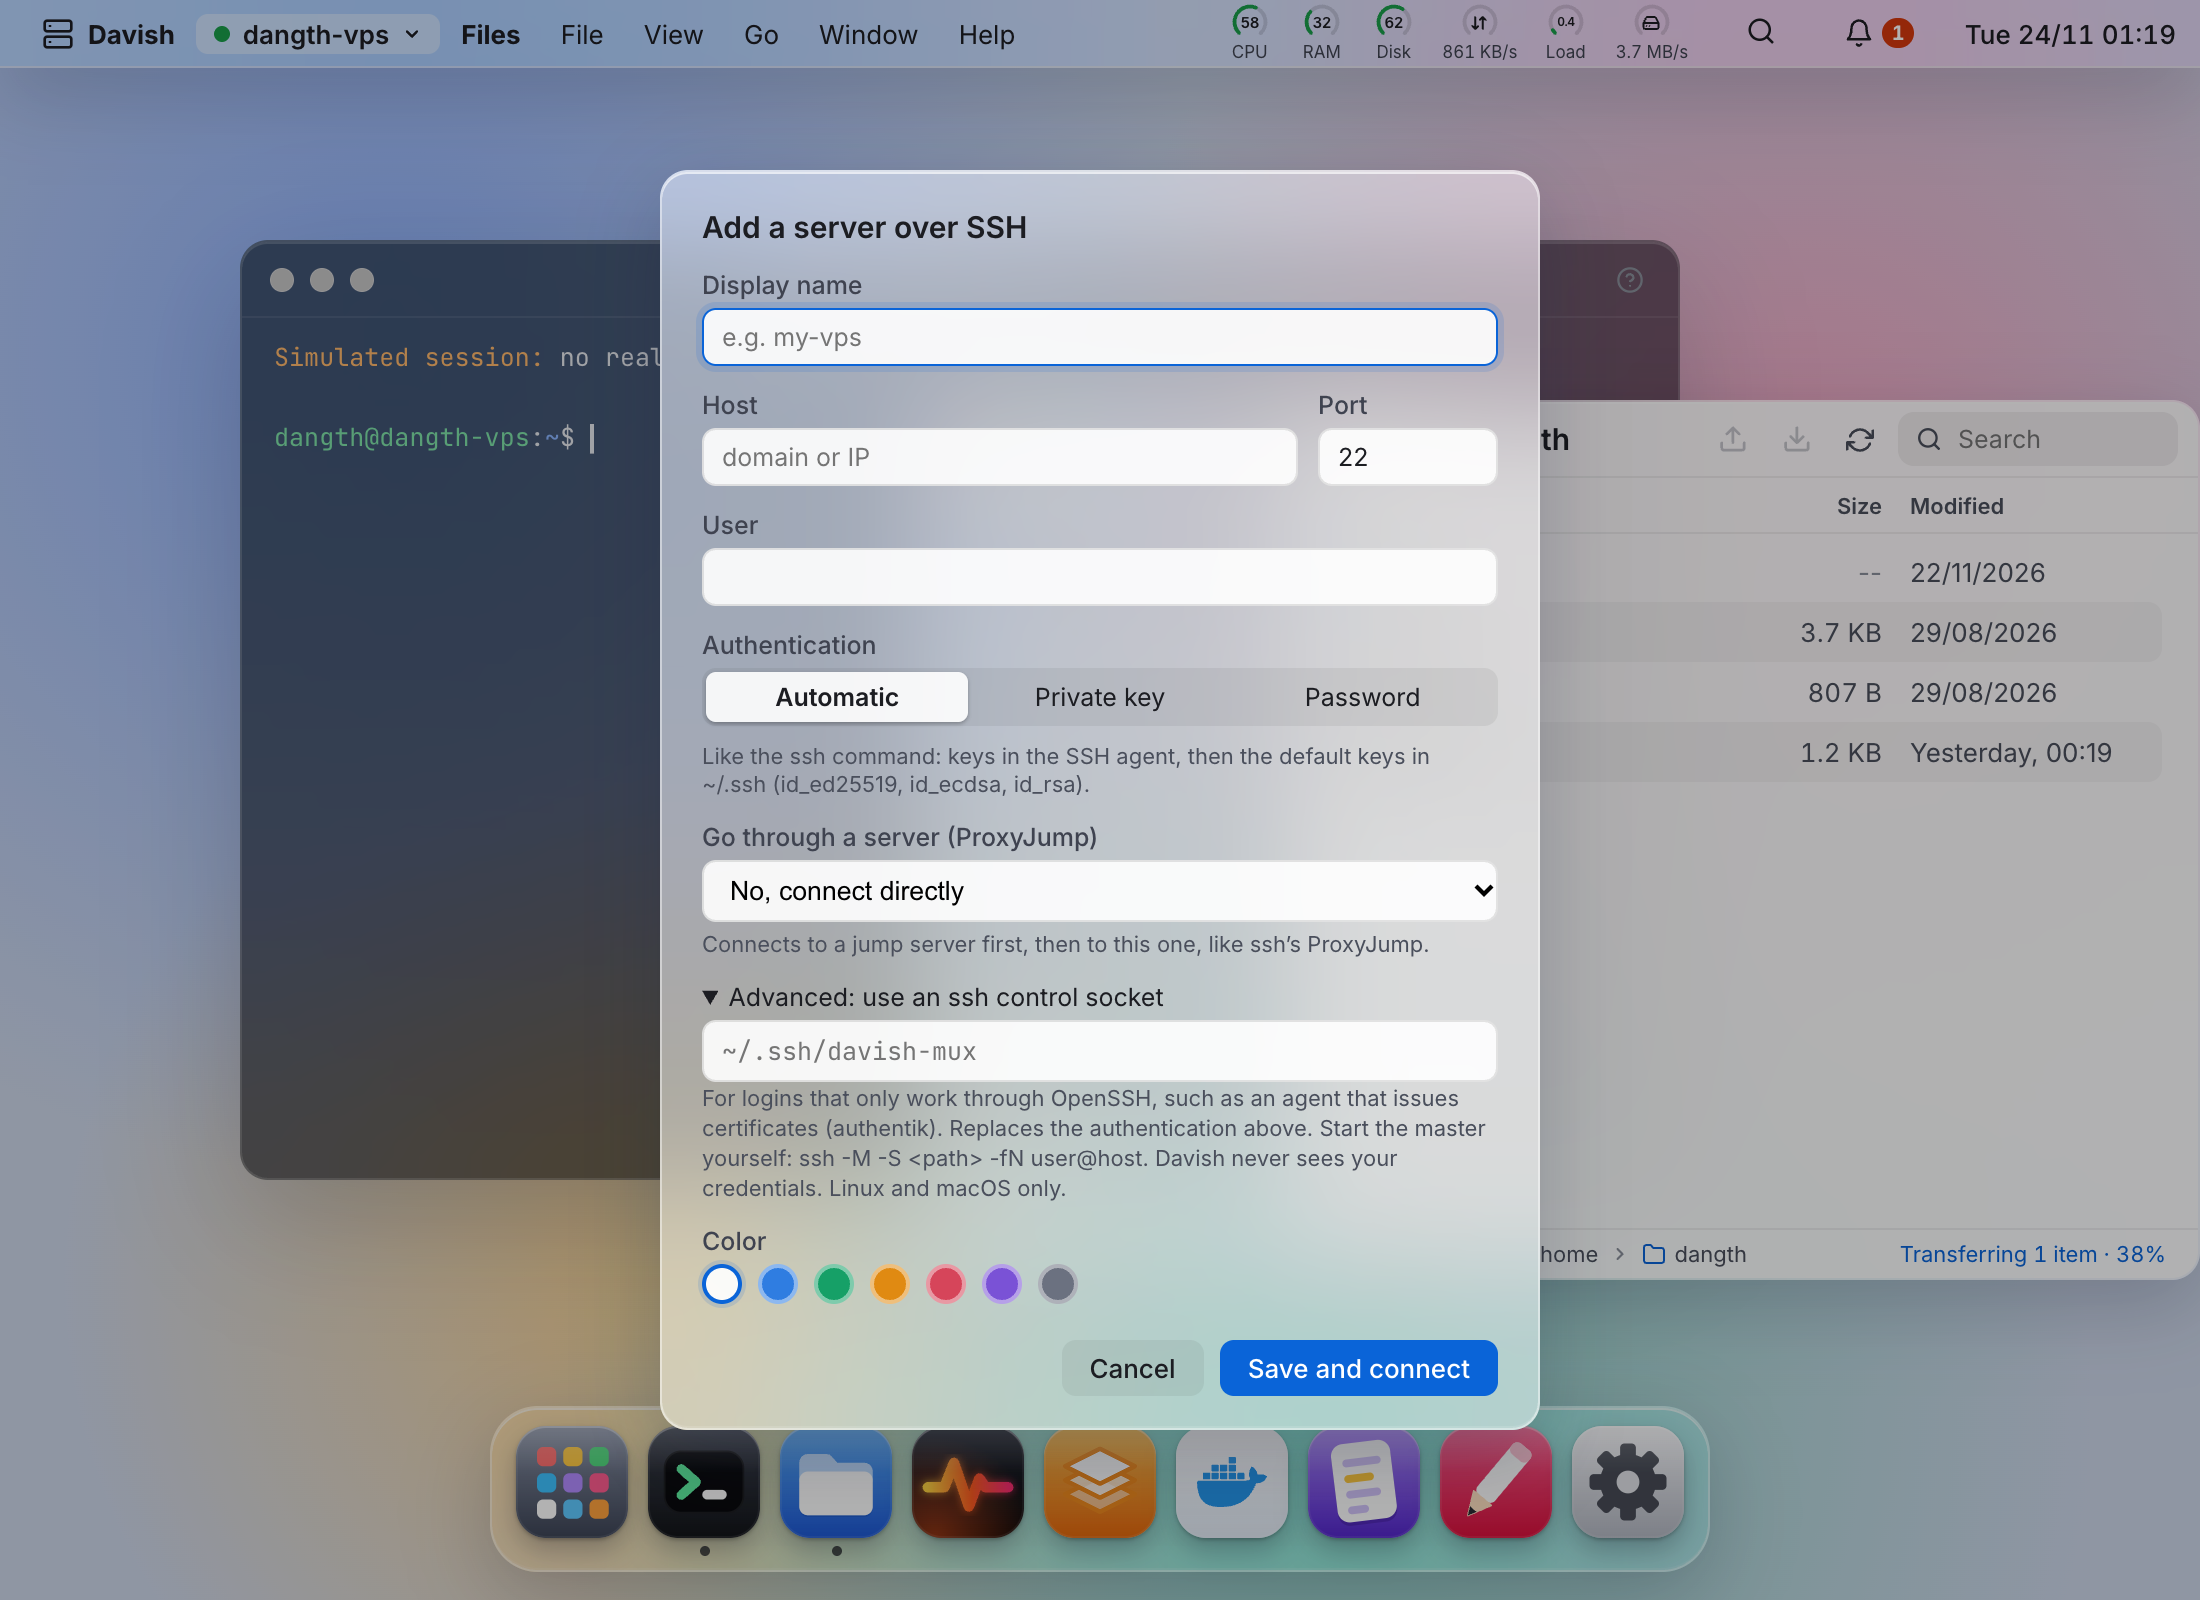 Davish dangth-vps Files File View Go Window Help 58 CPU 32 RAM 62 Disk 861 KB/s 0.4 Load 3.7 MB/s 1 Tue 24/11 01:19
Simulated session: no real
dangth@dangth-vps:~$
Add a server over SSH
Display name
e.g. my-vps
Host Port
domain or IP 22
User
Authentication
Automatic Private key Password
Like the ssh command: keys in the SSH agent, then the default keys in
~/.ssh (id_ed25519, id_ecdsa, id_rsa).
Go through a server (ProxyJump)
No, connect directly
Connects to a jump server first, then to this one, like ssh’s ProxyJump.
Advanced: use an ssh control socket
~/.ssh/davish-mux
For logins that only work through OpenSSH, such as an agent that issues
certificates (authentik). Replaces the authentication above. Start the master
yourself: ssh -M -S <path> -fN user@host. Davish never sees your
credentials. Linux and macOS only.
Color
Cancel Save and connect
th Search
Size Modified
-- 22/11/2026
3.7 KB 29/08/2026
807 B 29/08/2026
1.2 KB Yesterday, 00:19
home dangth Transferring 1 item · 38%